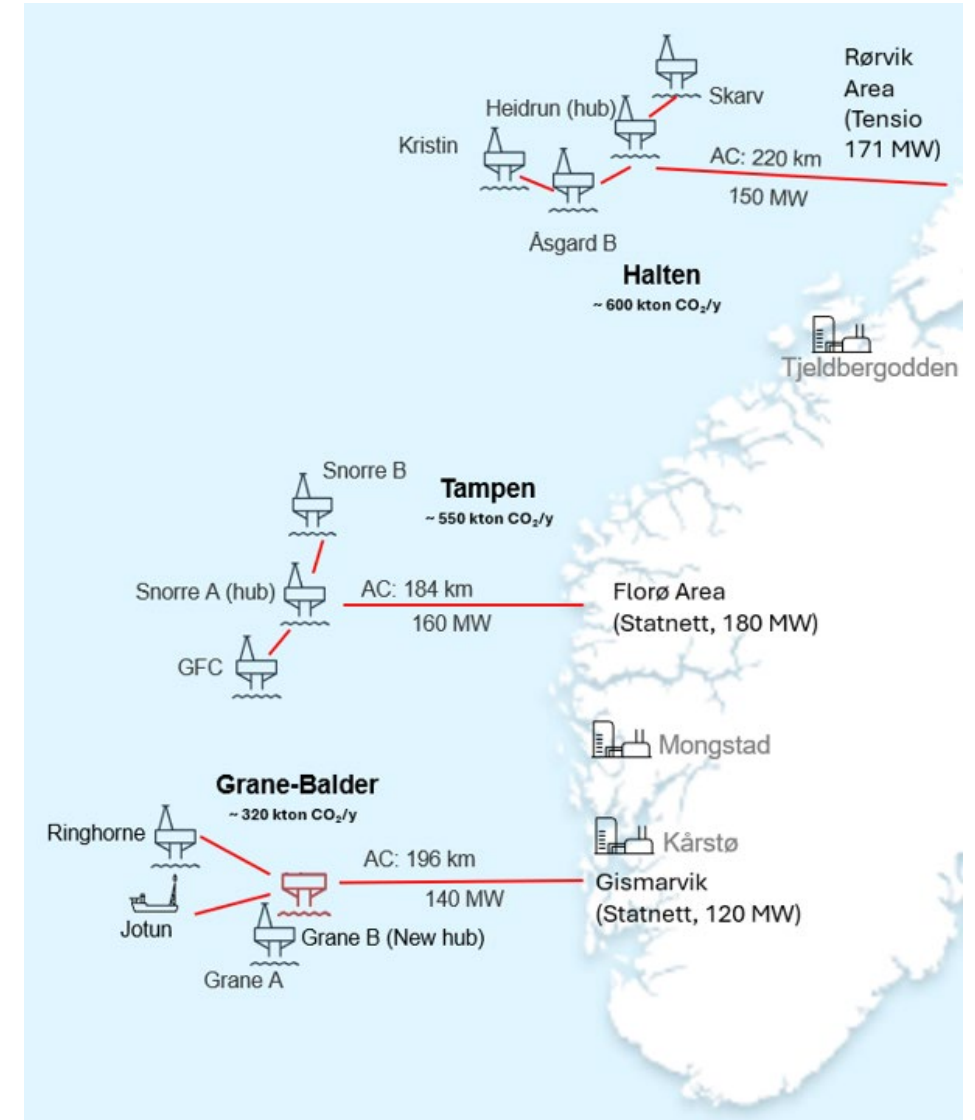 Rørvik
Area
(Tensio
171 MW)
Skarv
Heidrun (hub)
Kristin
AC: 220 km
150 MW
Åsgard B
Halten
~ 600 kton CO₂/y
Tjeldbergodden
Snorre B
Tampen
~ 550 kton CO₂/y
Snorre A (hub)
AC: 184 km
160 MW
Florø Area
(Statnett, 180 MW)
GFC
Mongstad
Grane-Balder
~ 320 kton CO₂/y
Ringhorne
Kårstø
AC: 196 km
140 MW
Gismarvik
(Statnett, 120 MW)
Jotun
Grane B (New hub)
Grane A